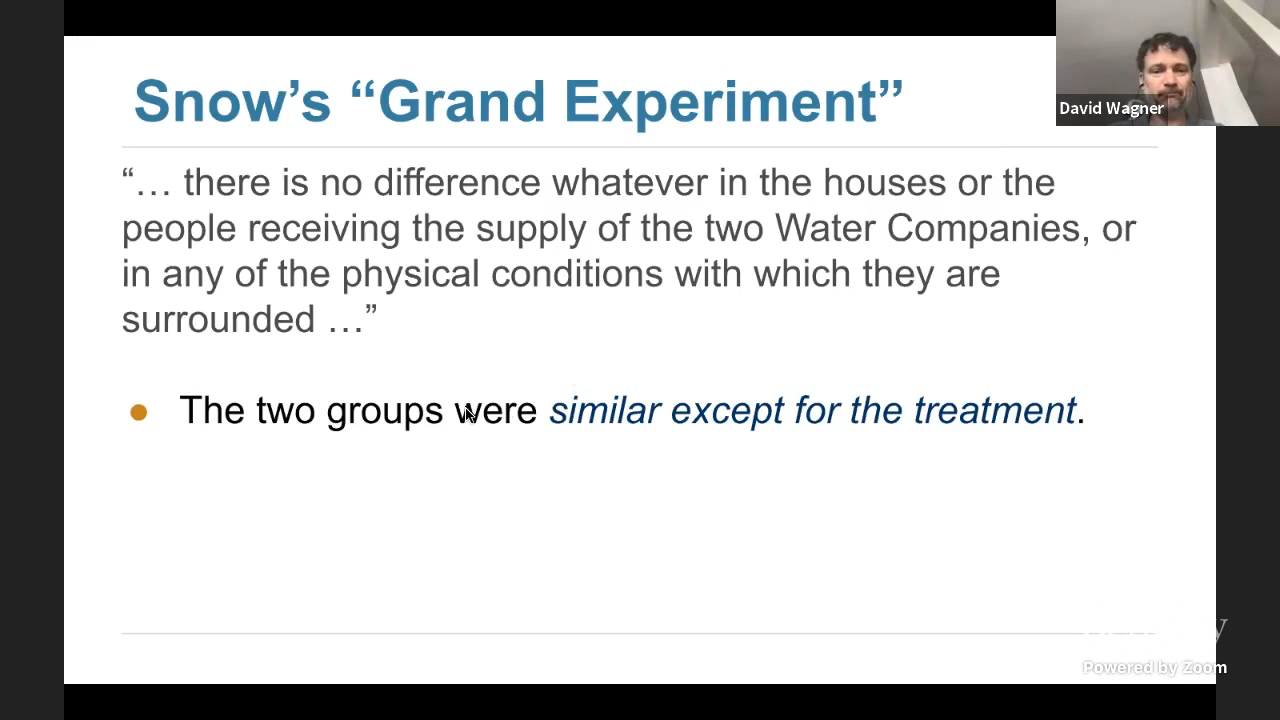 Snow’s “Grand Experiment”
David Wagner
“… there is no difference whatever in the houses or the
people receiving the supply of the two Water Companies, or
in any of the physical conditions with which they are
surrounded …”
● The two groups were similar except for the treatment.
Powered by Zoom